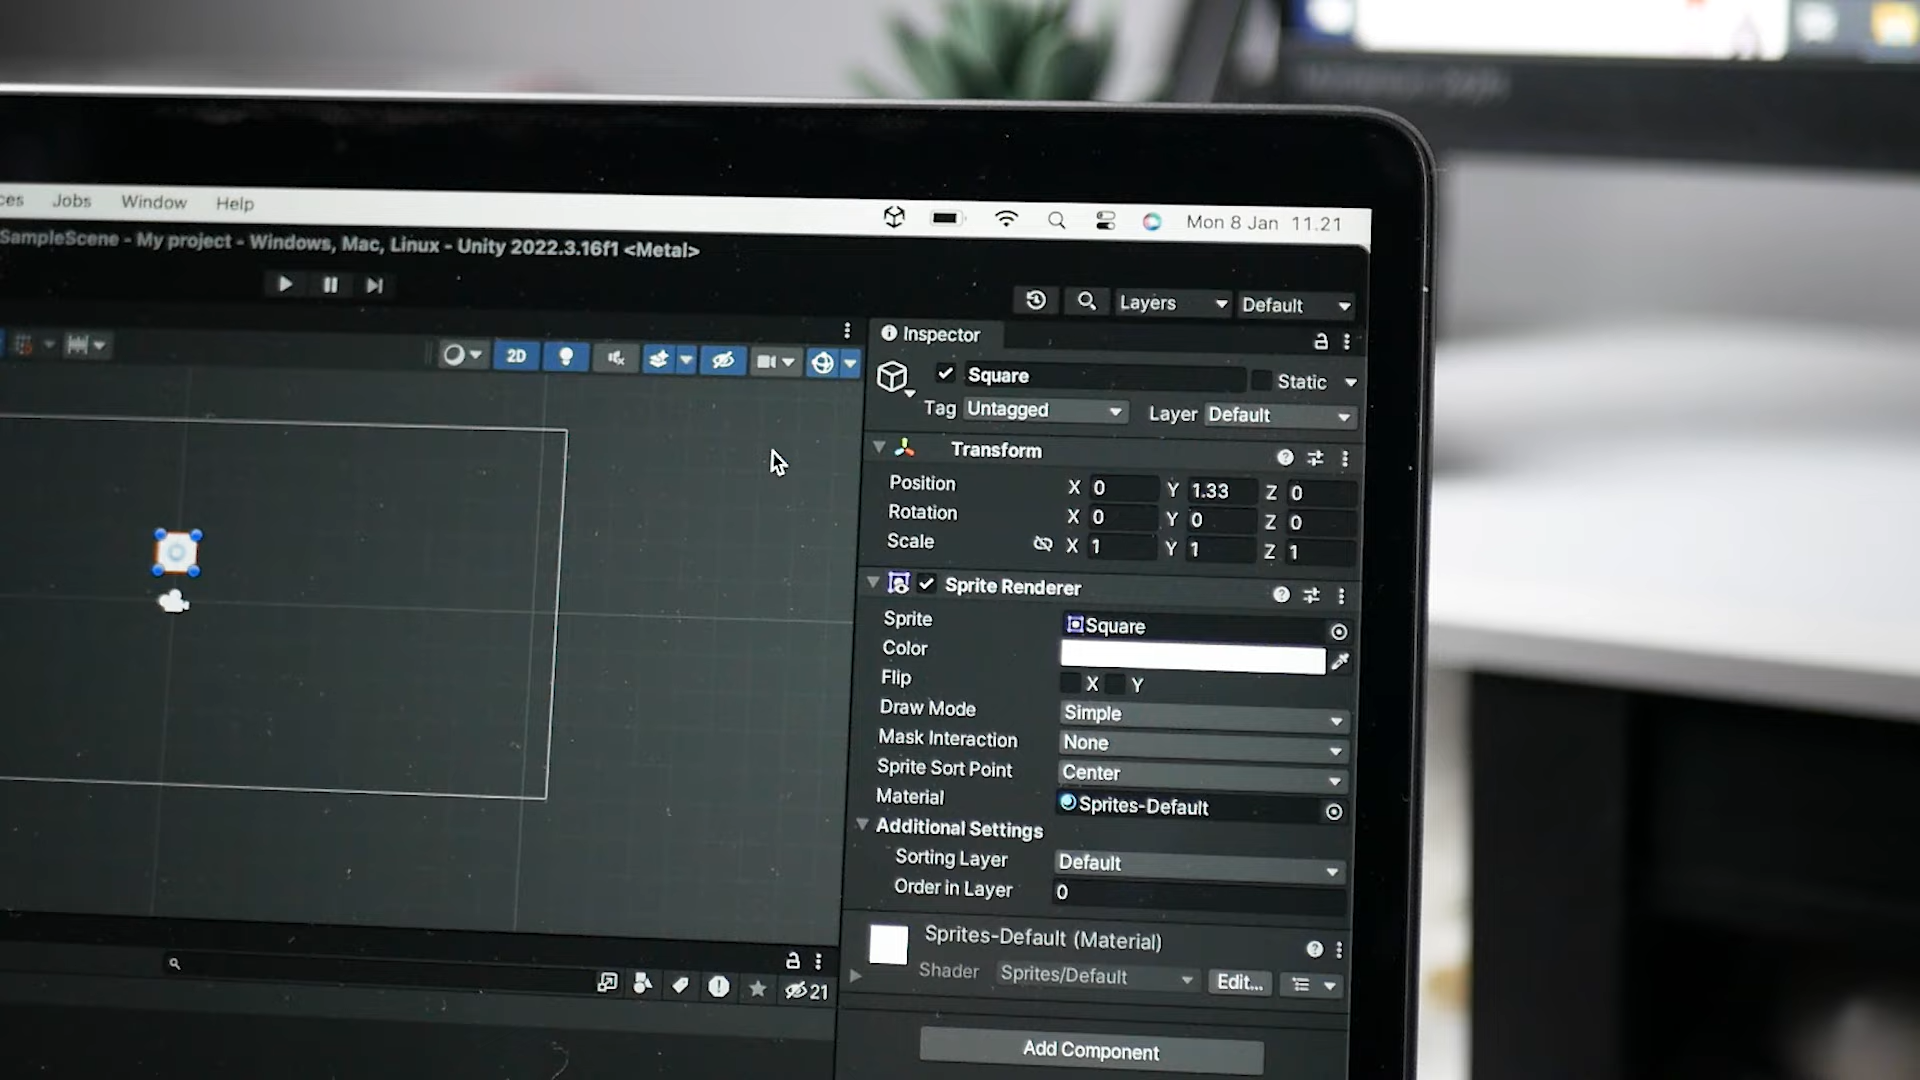 Jobs Window Help
Mon 8 Jan 11.21
SampleScene - My project - Windows, Mac, Linux - Unity 2022.3.16f1 <Metal>
Layers Default
Inspector
2D
Square Static
Tag Untagged Layer Default
Transform
Position X 0 Y 1.33 Z 0
Rotation X 0 Y 0 Z 0
Scale X 1 Y 1 Z 1
Sprite Renderer
Sprite Square
Color
Flip X Y
Draw Mode Simple
Mask Interaction None
Sprite Sort Point Center
Material Sprites-Default
Additional Settings
Sorting Layer Default
Order in Layer 0
Sprites-Default (Material)
Shader Sprites/Default Edit...
21
Add Component